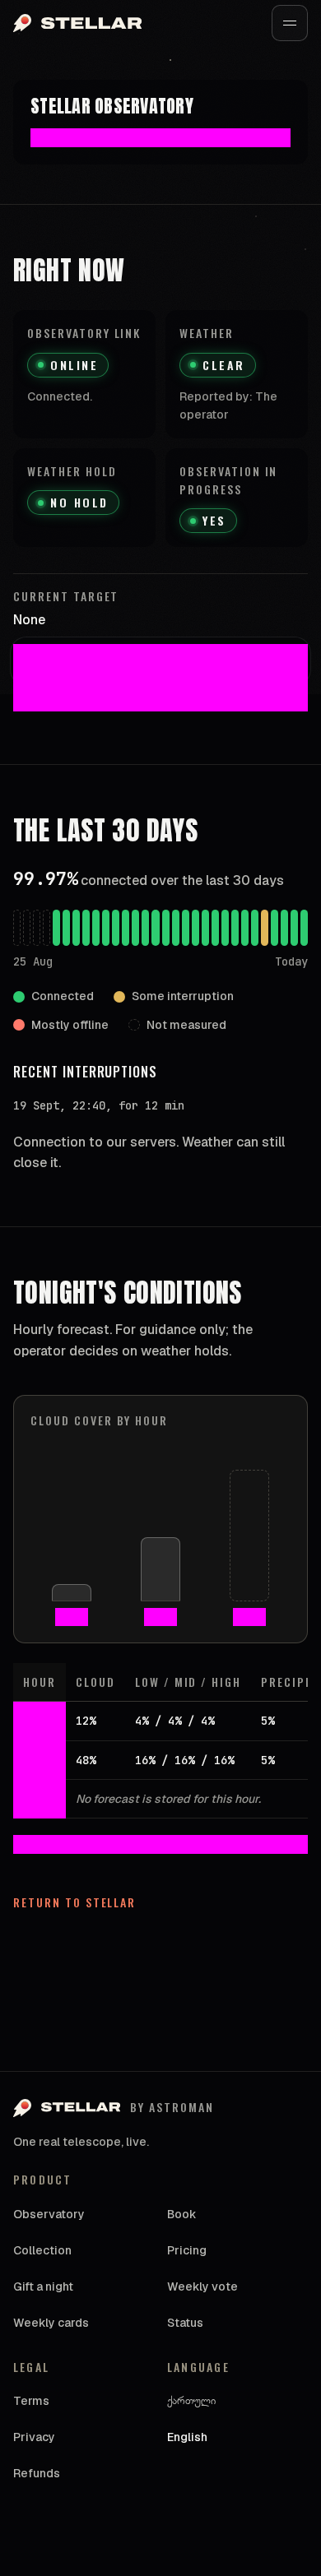 STELLAR
STELLAR OBSERVATORY
RIGHT NOW
OBSERVATORY LINK
ONLINE
Connected.
WEATHER
CLEAR
Reported by: The
operator
WEATHER HOLD
NO HOLD
OBSERVATION IN
PROGRESS
YES
CURRENT TARGET
None
THE LAST 30 DAYS
99.97% connected over the last 30 days
25 Aug
Today
Connected
Some interruption
Mostly offline
Not measured
RECENT INTERRUPTIONS
19 Sept, 22:40, for 12 min
Connection to our servers. Weather can still
close it.
TONIGHT'S CONDITIONS
Hourly forecast. For guidance only; the
operator decides on weather holds.
CLOUD COVER BY HOUR
HOUR CLOUD LOW / MID / HIGH PRECIPI
12% 4% / 4% / 4% 5%
48% 16% / 16% / 16% 5%
No forecast is stored for this hour.
RETURN TO STELLAR
STELLAR BY ASTROMAN
One real telescope, live.
PRODUCT
Observatory
Book
Collection
Pricing
Gift a night
Weekly vote
Weekly cards
Status
LEGAL
LANGUAGE
Terms
ქართული
Privacy
English
Refunds